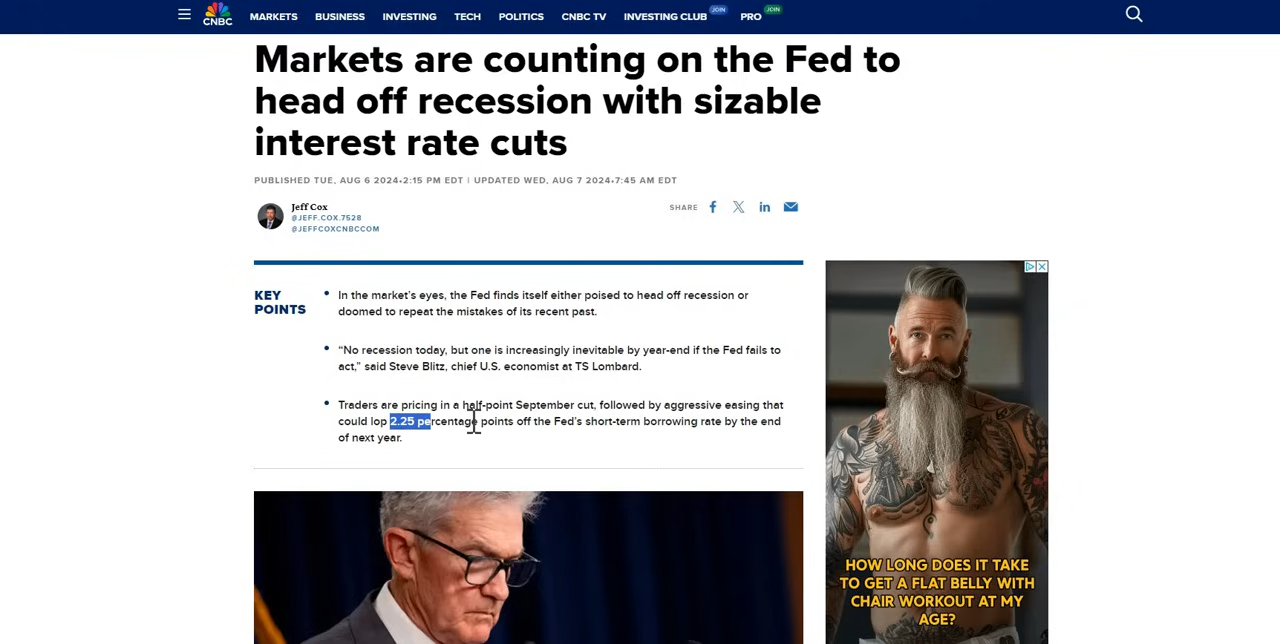 CNBC
MARKETS BUSINESS INVESTING TECH POLITICS CNBC TV INVESTING CLUB JOIN PRO JOIN
Markets are counting on the Fed to
head off recession with sizable
interest rate cuts
PUBLISHED TUE, AUG 6 2024•2:15 PM EDT | UPDATED WED, AUG 7 2024•7:45 AM EDT
Jeff Cox
@JEFF.COX.7528
@JEFFCOXCNBCCOM
SHARE
KEY
POINTS
In the market’s eyes, the Fed finds itself either poised to head off recession or
doomed to repeat the mistakes of its recent past.
“No recession today, but one is increasingly inevitable by year-end if the Fed fails to
act,” said Steve Blitz, chief U.S. economist at TS Lombard.
Traders are pricing in a half-point September cut, followed by aggressive easing that
could lop 2.25 percentage points off the Fed’s short-term borrowing rate by the end
of next year.
HOW LONG DOES IT TAKE
TO GET A FLAT BELLY WITH
CHAIR WORKOUT AT MY
AGE?